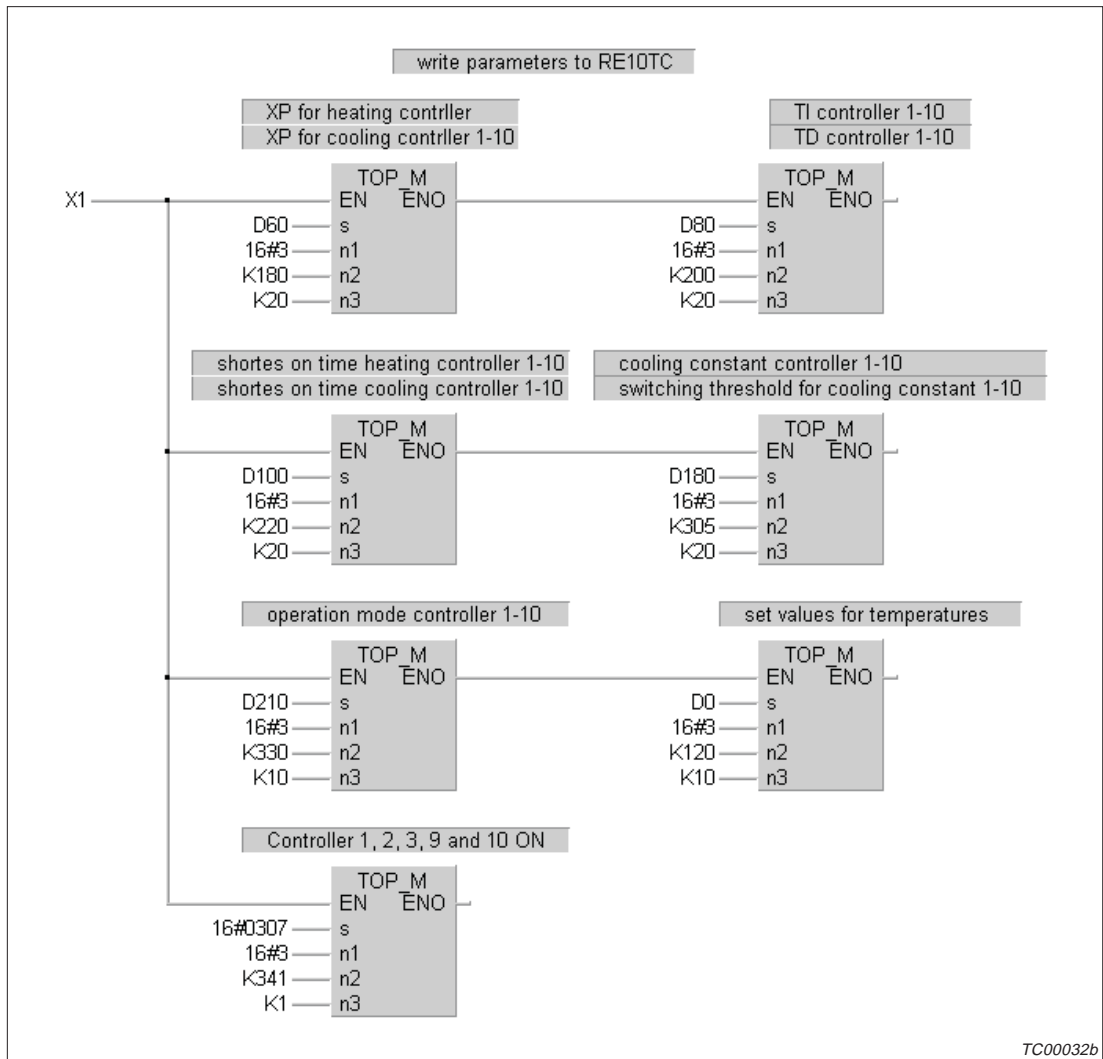 write parameters to RE10TC
XP for heating contrller
XP for cooling contrller 1-10
TI controller 1-10
TD controller 1-10
X1
TOP_M
EN ENO
D60 s
16#3 n1
K180 n2
K20 n3
TOP_M
EN ENO
D80 s
16#3 n1
K200 n2
K20 n3
shortes on time heating controller 1-10
shortes on time cooling controller 1-10
cooling constant controller 1-10
switching threshold for cooling constant 1-10
TOP_M
EN ENO
D100 s
16#3 n1
K220 n2
K20 n3
TOP_M
EN ENO
D180 s
16#3 n1
K305 n2
K20 n3
operation mode controller 1-10
set values for temperatures
TOP_M
EN ENO
D210 s
16#3 n1
K330 n2
K10 n3
TOP_M
EN ENO
D0 s
16#3 n1
K120 n2
K10 n3
Controller 1, 2, 3, 9 and 10 ON
TOP_M
EN ENO
16#0307 s
16#3 n1
K341 n2
K1 n3
TC00032b